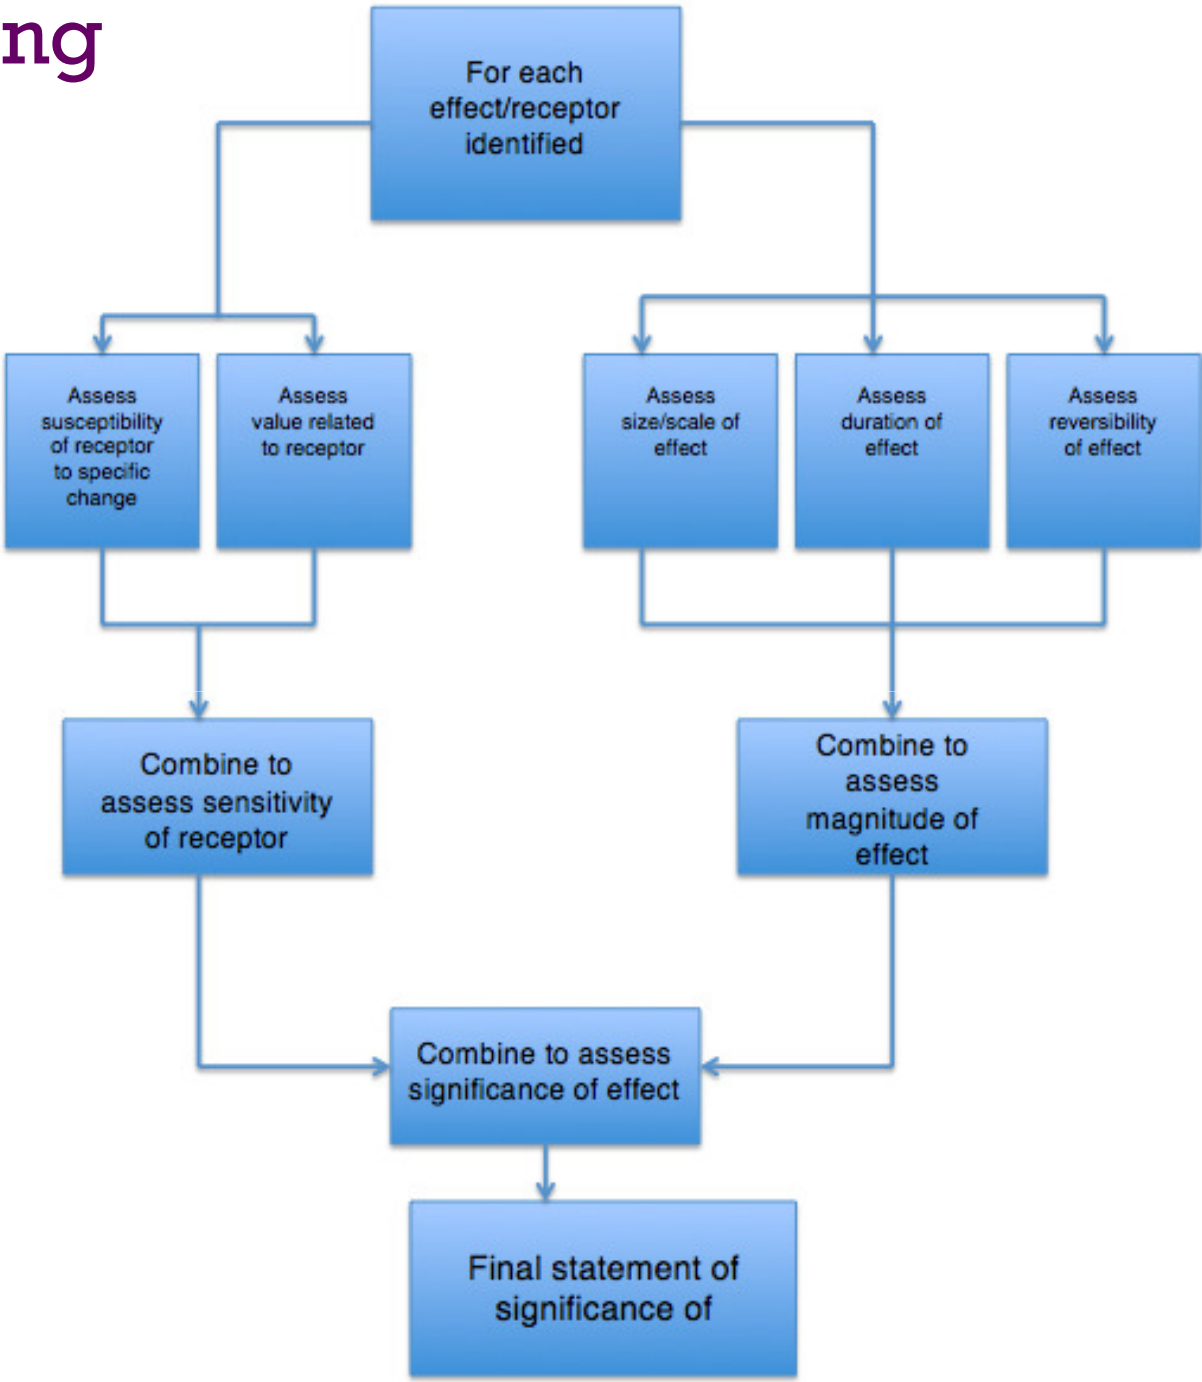 ng
For each
effect/receptor
identified
Assess
susceptibility
of receptor
to specific
change
Assess
value related
to receptor
Assess
size/scale of
effect
Assess
duration of
effect
Assess
reversibility
of effect
Combine to
assess sensitivity
of receptor
Combine to
assess
magnitude of
effect
Combine to assess
significance of effect
Final statement of
significance of